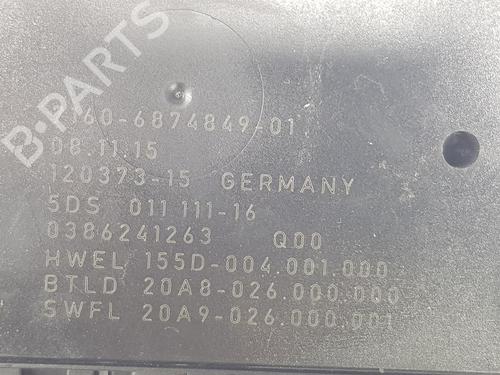 B-PARTS
60-6874849-01
08.11.15
120373-15 GERMANY
5DS 011 111-16
0386241263 Q00
HWEL 155D-004.001.000
BTLD 20A8-026.000.000
SWFL 20A9-026.000.001